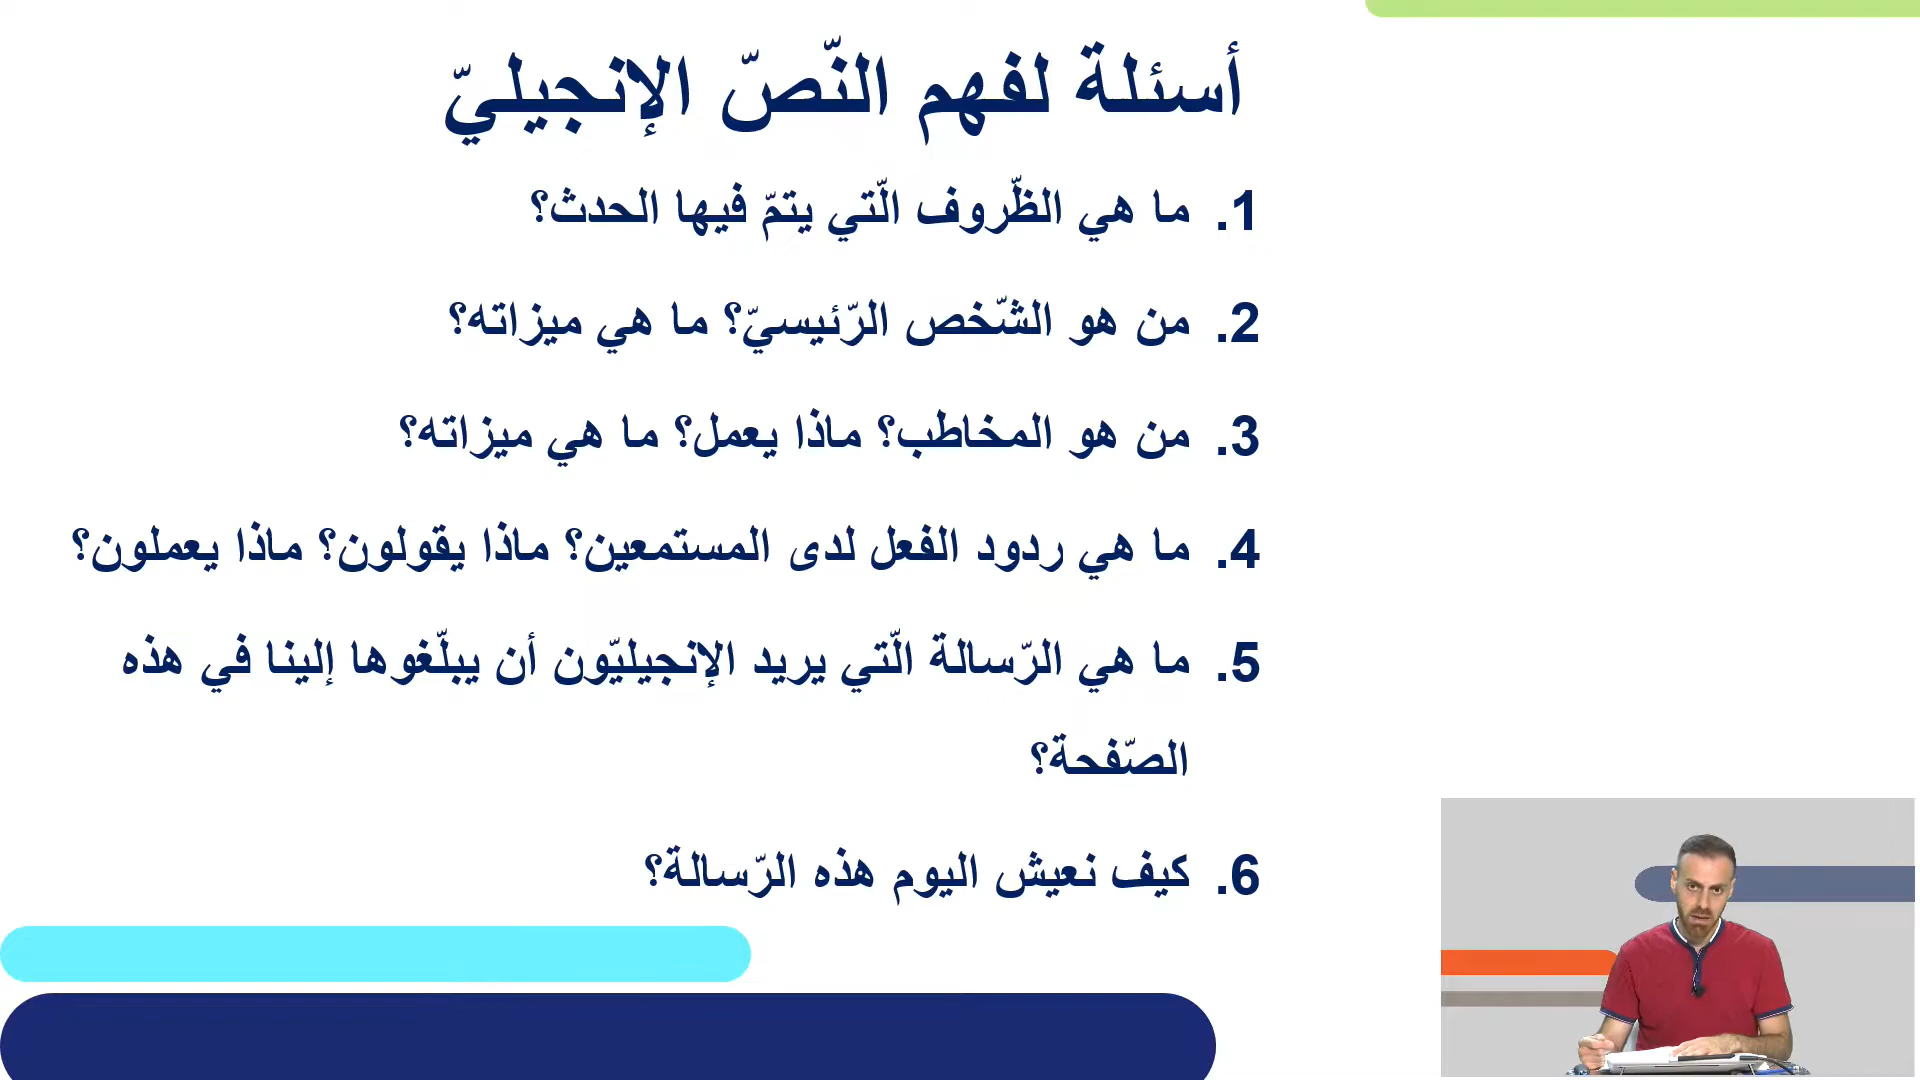 أسئلة لفهم النّصّ الإنجيليّ
1. ما هي الظّروف الّتي يتمّ فيها الحدث؟
2. من هو الشّخص الرّئيسيّ؟ ما هي ميزاته؟
3. من هو المخاطب؟ ماذا يعمل؟ ما هي ميزاته؟
4. ما هي ردود الفعل لدى المستمعين؟ ماذا يقولون؟ ماذا يعملون؟
5. ما هي الرّسالة الّتي يريد الإنجيليّون أن يبلّغوها إلينا في هذه
الصّفحة؟
6. كيف نعيش اليوم هذه الرّسالة؟